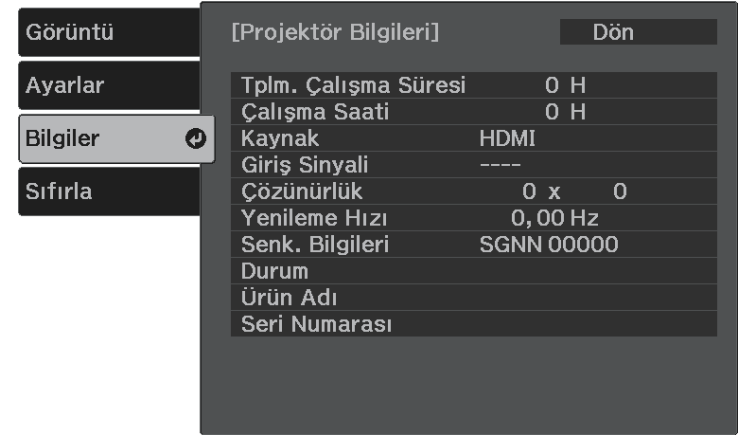 Görüntü
Ayarlar
Bilgiler
Sıfırla
[Projektör Bilgileri] Dön
Tplm. Çalışma Süresi 0 H
Çalışma Saati 0 H
Kaynak HDMI
Giriş Sinyali ----
Çözünürlük 0 x 0
Yenileme Hızı 0,00 Hz
Senk. Bilgileri SGNN 00000
Durum
Ürün Adı
Seri Numarası